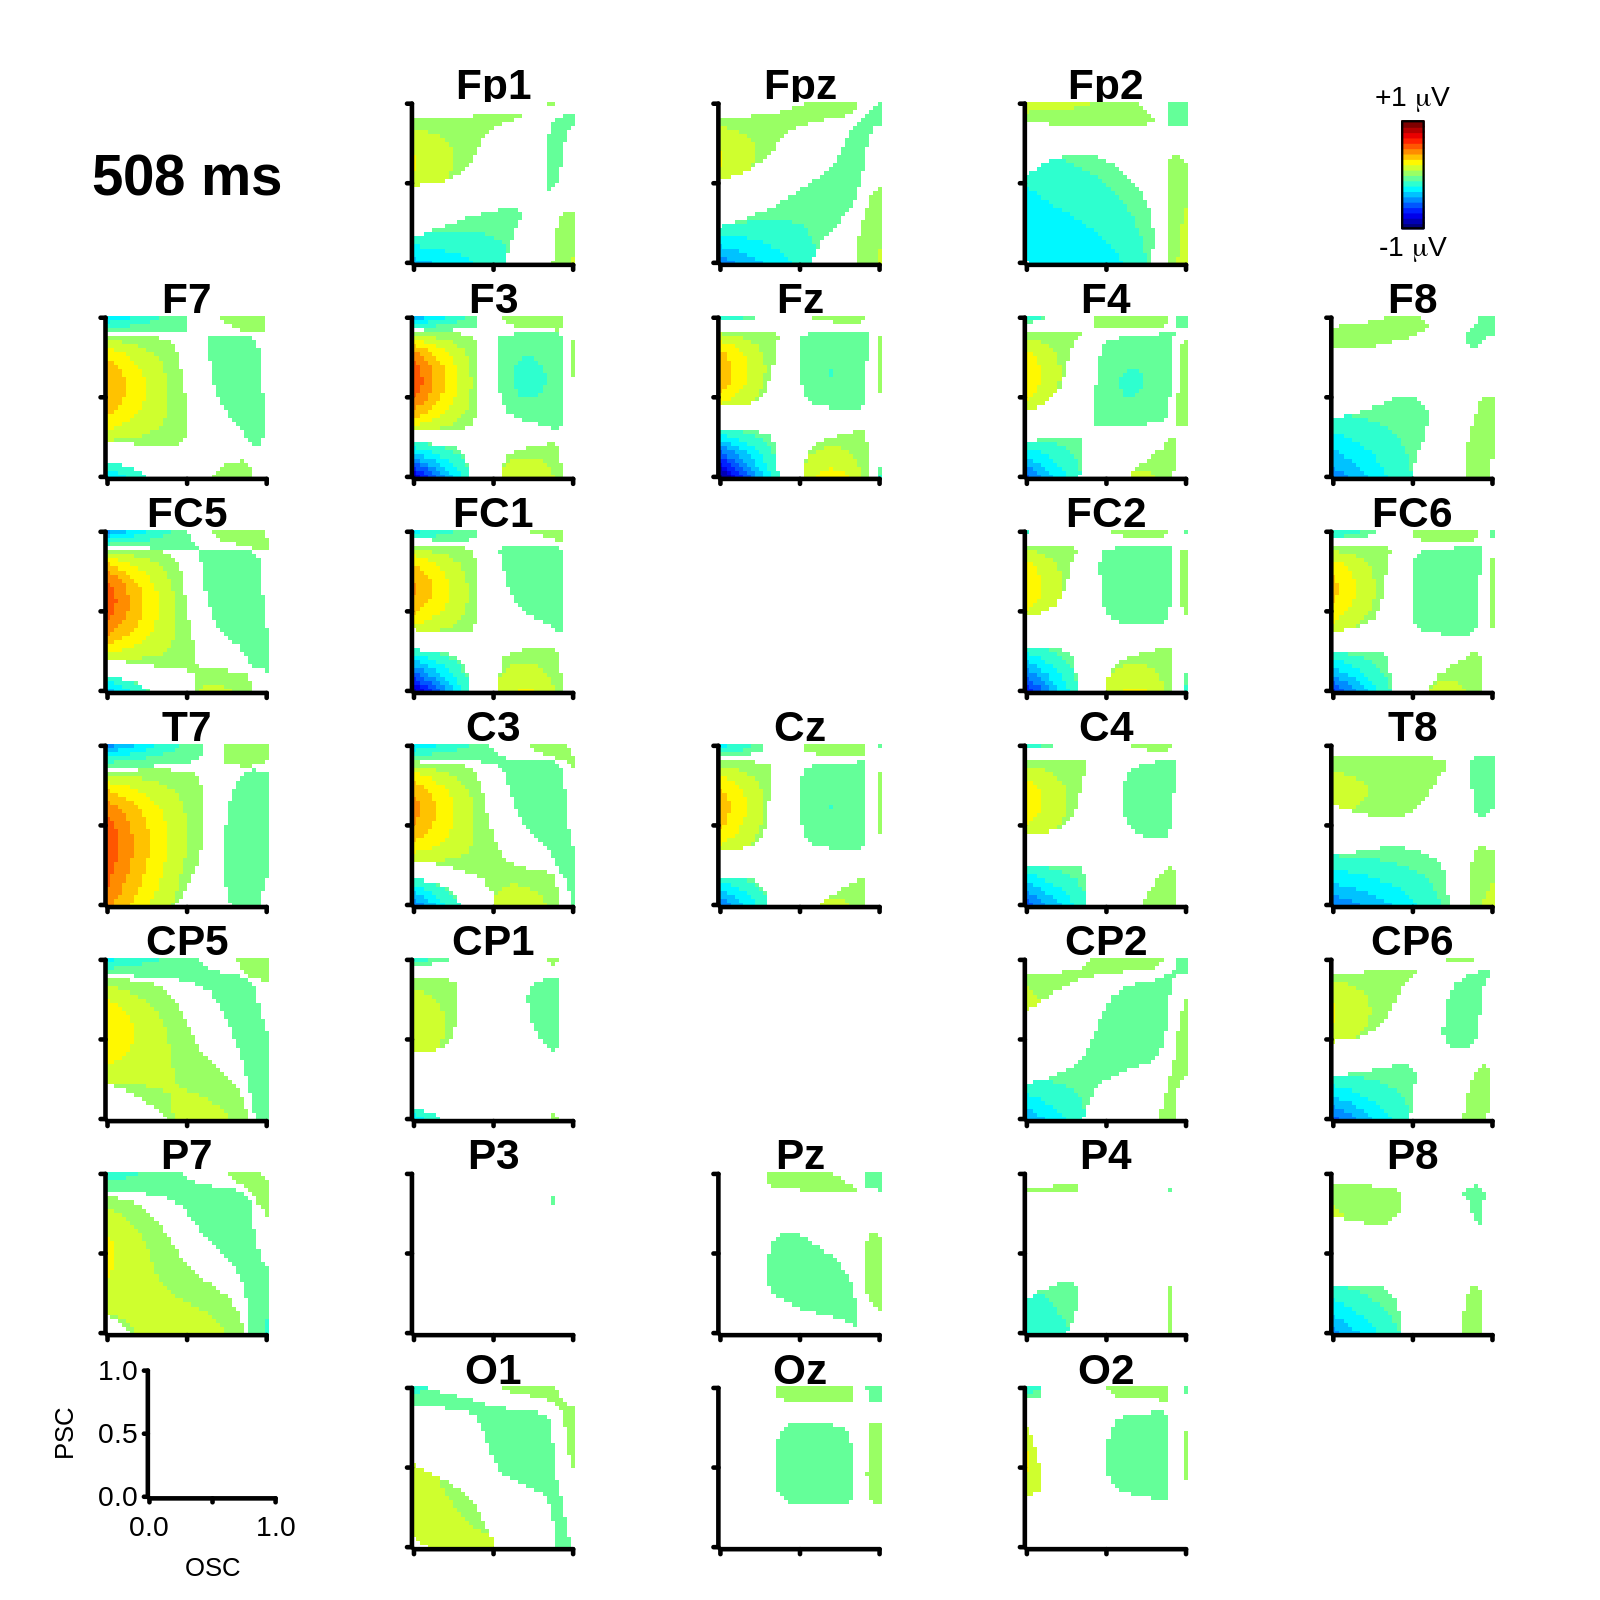 Fp1 Fpz Fp2
+1 μV
508 ms
-1 μV
F7 F3 Fz F4 F8
FC5 FC1 FC2 FC6
T7 C3 Cz C4 T8
CP5 CP1 CP2 CP6
P7 P3 Pz P4 P8
O1 Oz O2
1.0
PSC
0.5
0.0
0.0 1.0
OSC